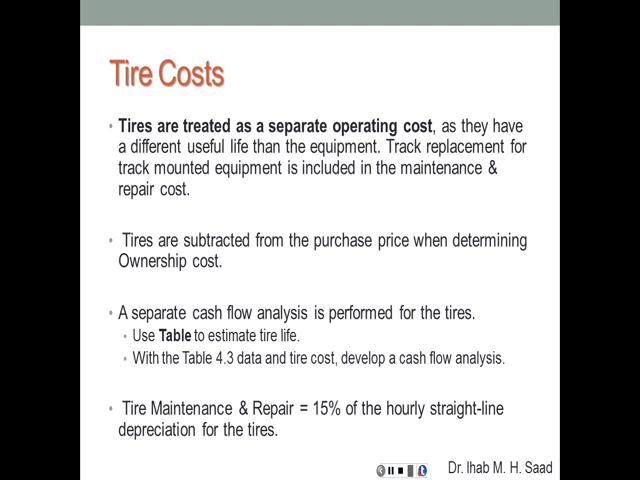 Tire Costs
• Tires are treated as a separate operating cost, as they have
a different useful life than the equipment. Track replacement for
track mounted equipment is included in the maintenance &
repair cost.
• Tires are subtracted from the purchase price when determining
Ownership cost.
• A separate cash flow analysis is performed for the tires.
• Use Table to estimate tire life.
• With the Table 4.3 data and tire cost, develop a cash flow analysis.
• Tire Maintenance & Repair = 15% of the hourly straight-line
depreciation for the tires.
Dr. Ihab M. H. Saad